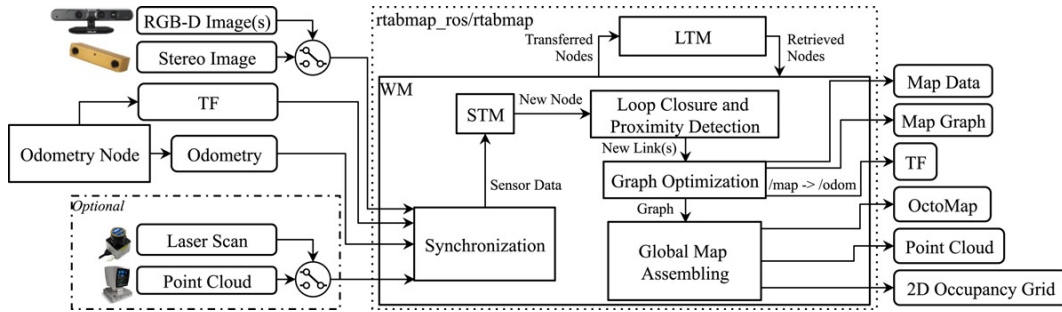 RGB-D Image(s)
Stereo Image
TF
Odometry Node
Odometry
Optional
Laser Scan
Point Cloud
rtabmap_ros/rtabmap
Transferred
Nodes
LTM
Retrieved
Nodes
WM
STM
New Node
Loop Closure and
Proximity Detection
New Link(s)
Sensor Data
Graph Optimization
/map -> /odom
Graph
Synchronization
Global Map
Assembling
Map Data
Map Graph
TF
OctoMap
Point Cloud
2D Occupancy Grid